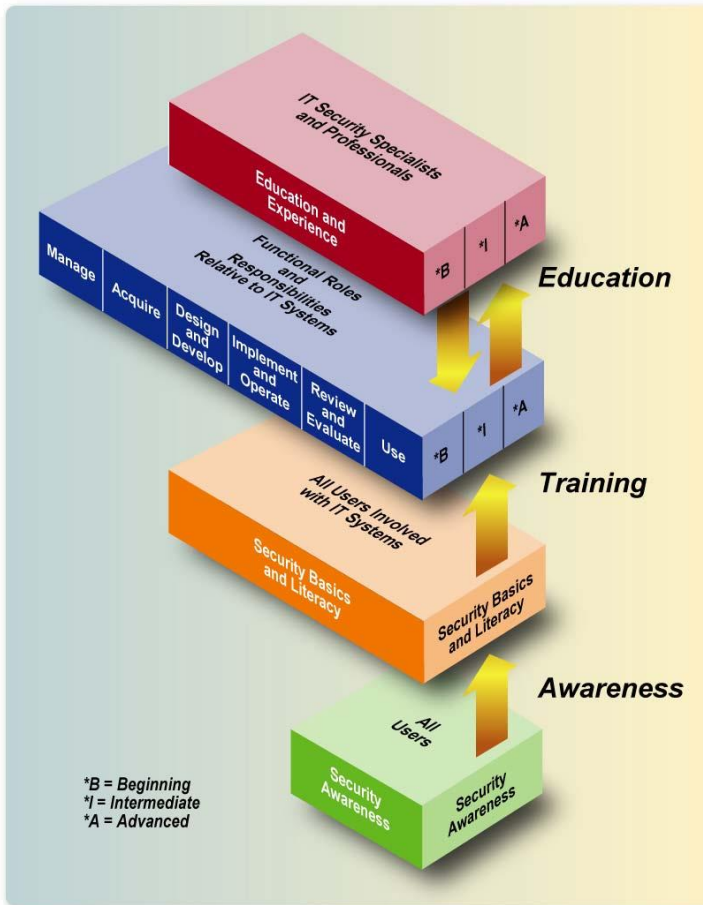 IT Security Specialists
and Professionals
Education and
Experience
*B
*I
*A
Education
Functional Roles
and
Responsibilities
Relative to IT Systems
Manage
Acquire
Design
and
Develop
Implement
and
Operate
Review
and
Evaluate
Use
*B
*I
*A
Training
All Users Involved
with IT Systems
Security Basics
and Literacy
Security Basics
and Literacy
Awareness
All
Users
Security
Awareness
Security
Awareness
*B = Beginning
*I = Intermediate
*A = Advanced